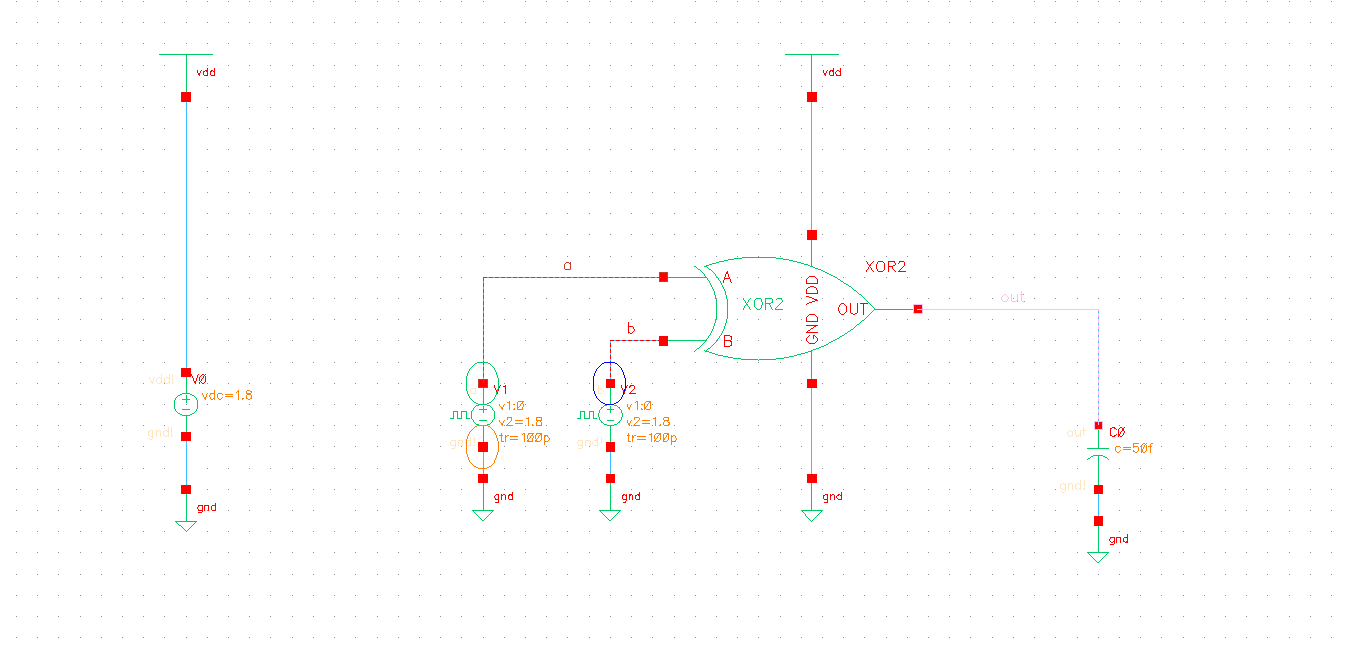 vdd
vdd
a
XOR2
A
XOR2
VDD
OUT
out
GND
b
B
vdd!
V0
vdc=1.8
gnd!
gnd
V1
v1:0
v2=1.8
tr=100p
gnd!
gnd
V2
v1:0
v2=1.8
tr=100p
gnd!
gnd
gnd
out
C0
c=50f
gnd!
gnd